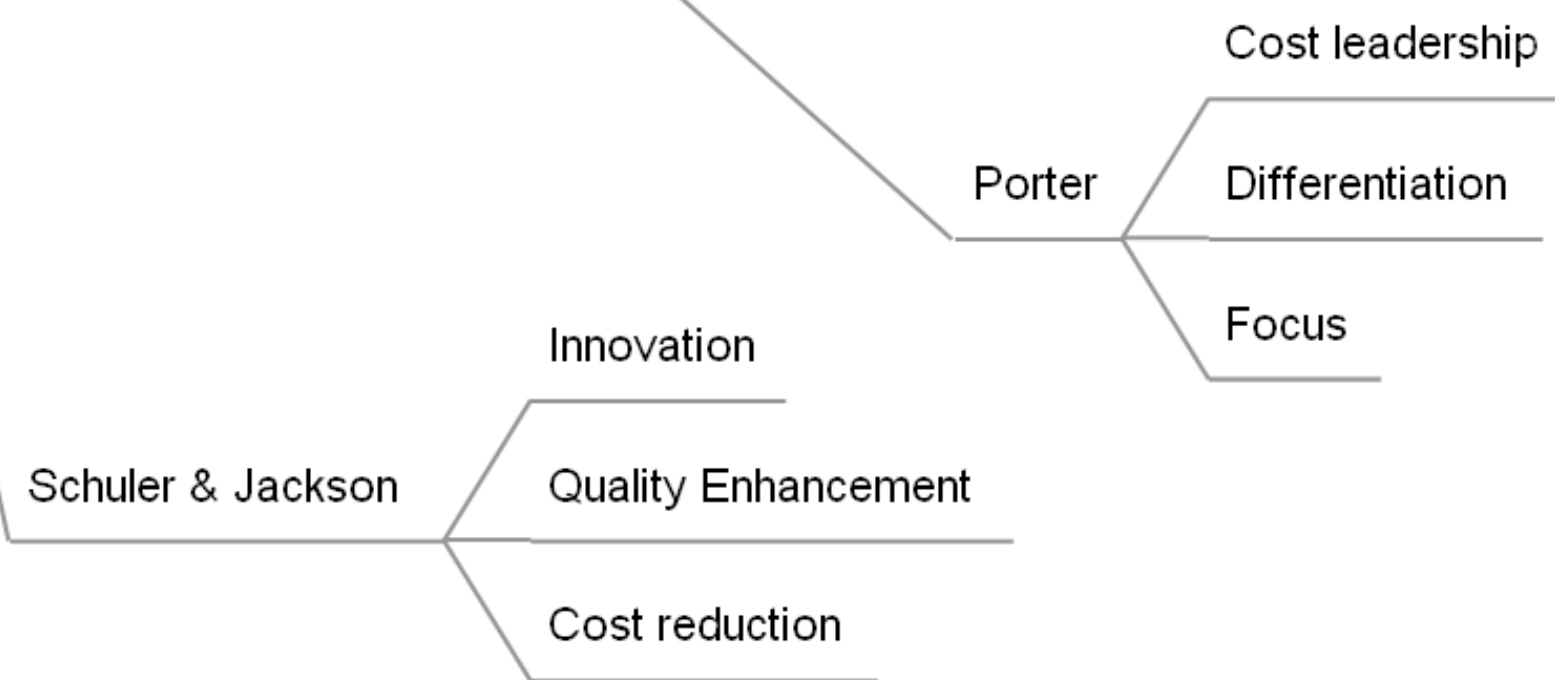 Cost leadership
Porter
Differentiation
Focus
Innovation
Schuler & Jackson
Quality Enhancement
Cost reduction